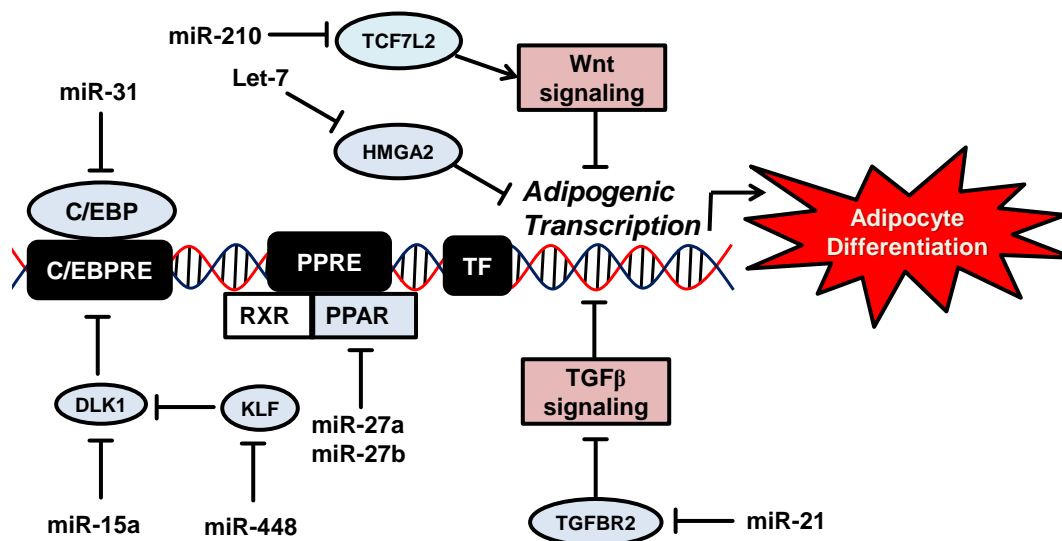 miR-210
TCF7L2
Wnt
signaling
Let-7
miR-31
HMGA2
C/EBP
Adipogenic
Transcription
Adipocyte
Differentiation
C/EBPRE
PPRE
TF
RXR
PPAR
TGFβ
signaling
DLK1
KLF
miR-27a
miR-27b
miR-15a
miR-448
TGFBR2
miR-21